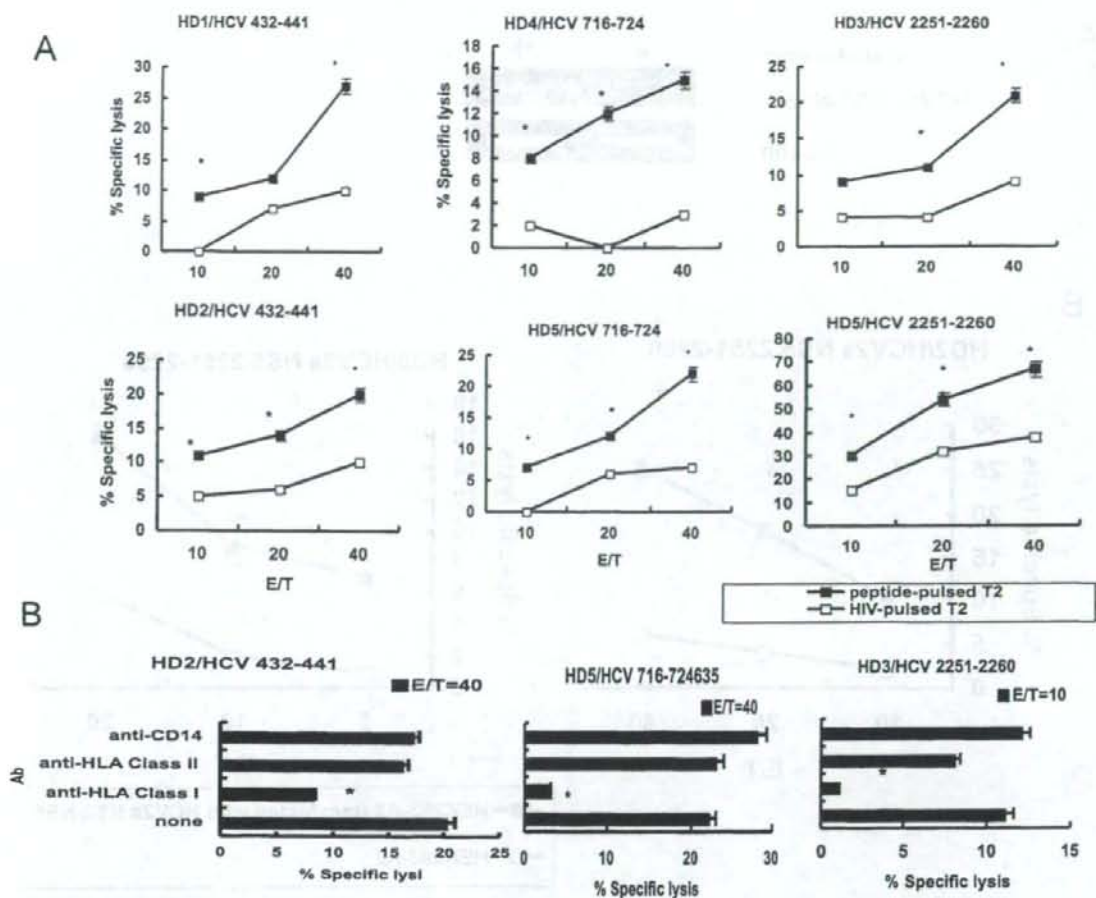 A
HD1/HCV 432-441
% Specific lysis
30
25
20
15
10
5
0
10 20 40
HD4/HCV 716-724
% Specific lysis
18
16
14
12
10
8
6
4
2
0
10 20 40
HD3/HCV 2251-2260
25
20
15
10
5
0
10 20 40
HD2/HCV 432-441
% Specific lysis
25
20
15
10
5
0
10 20 40
E/T
HD5/HCV 716-724
25
20
15
10
5
0
10 20 40
HD5/HCV 2251-2260
80
70
60
50
40
30
20
10
0
10 20 40
E/T
peptide-pulsed T2
HIV-pulsed T2
B
HD2/HCV 432-441
E/T=40
Ab
anti-CD14
anti-HLA Class II
anti-HLA Class I
none
0 5 10 15 20 25
% Specific lysi
HD5/HCV 716-724635
E/T=40
0 10 20 30
% Specific lysis
HD3/HCV 2251-2260
E/T=10
0 5 10 15
% Specific lysis